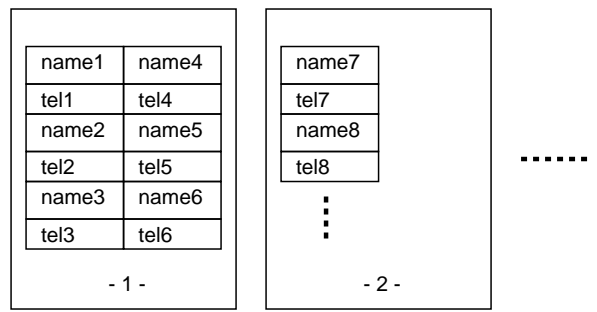 name1 name4
tel1 tel4
name2 name5
tel2 tel5
name3 name6
tel3 tel6
- 1 -
name7
tel7
name8
tel8
- 2 -